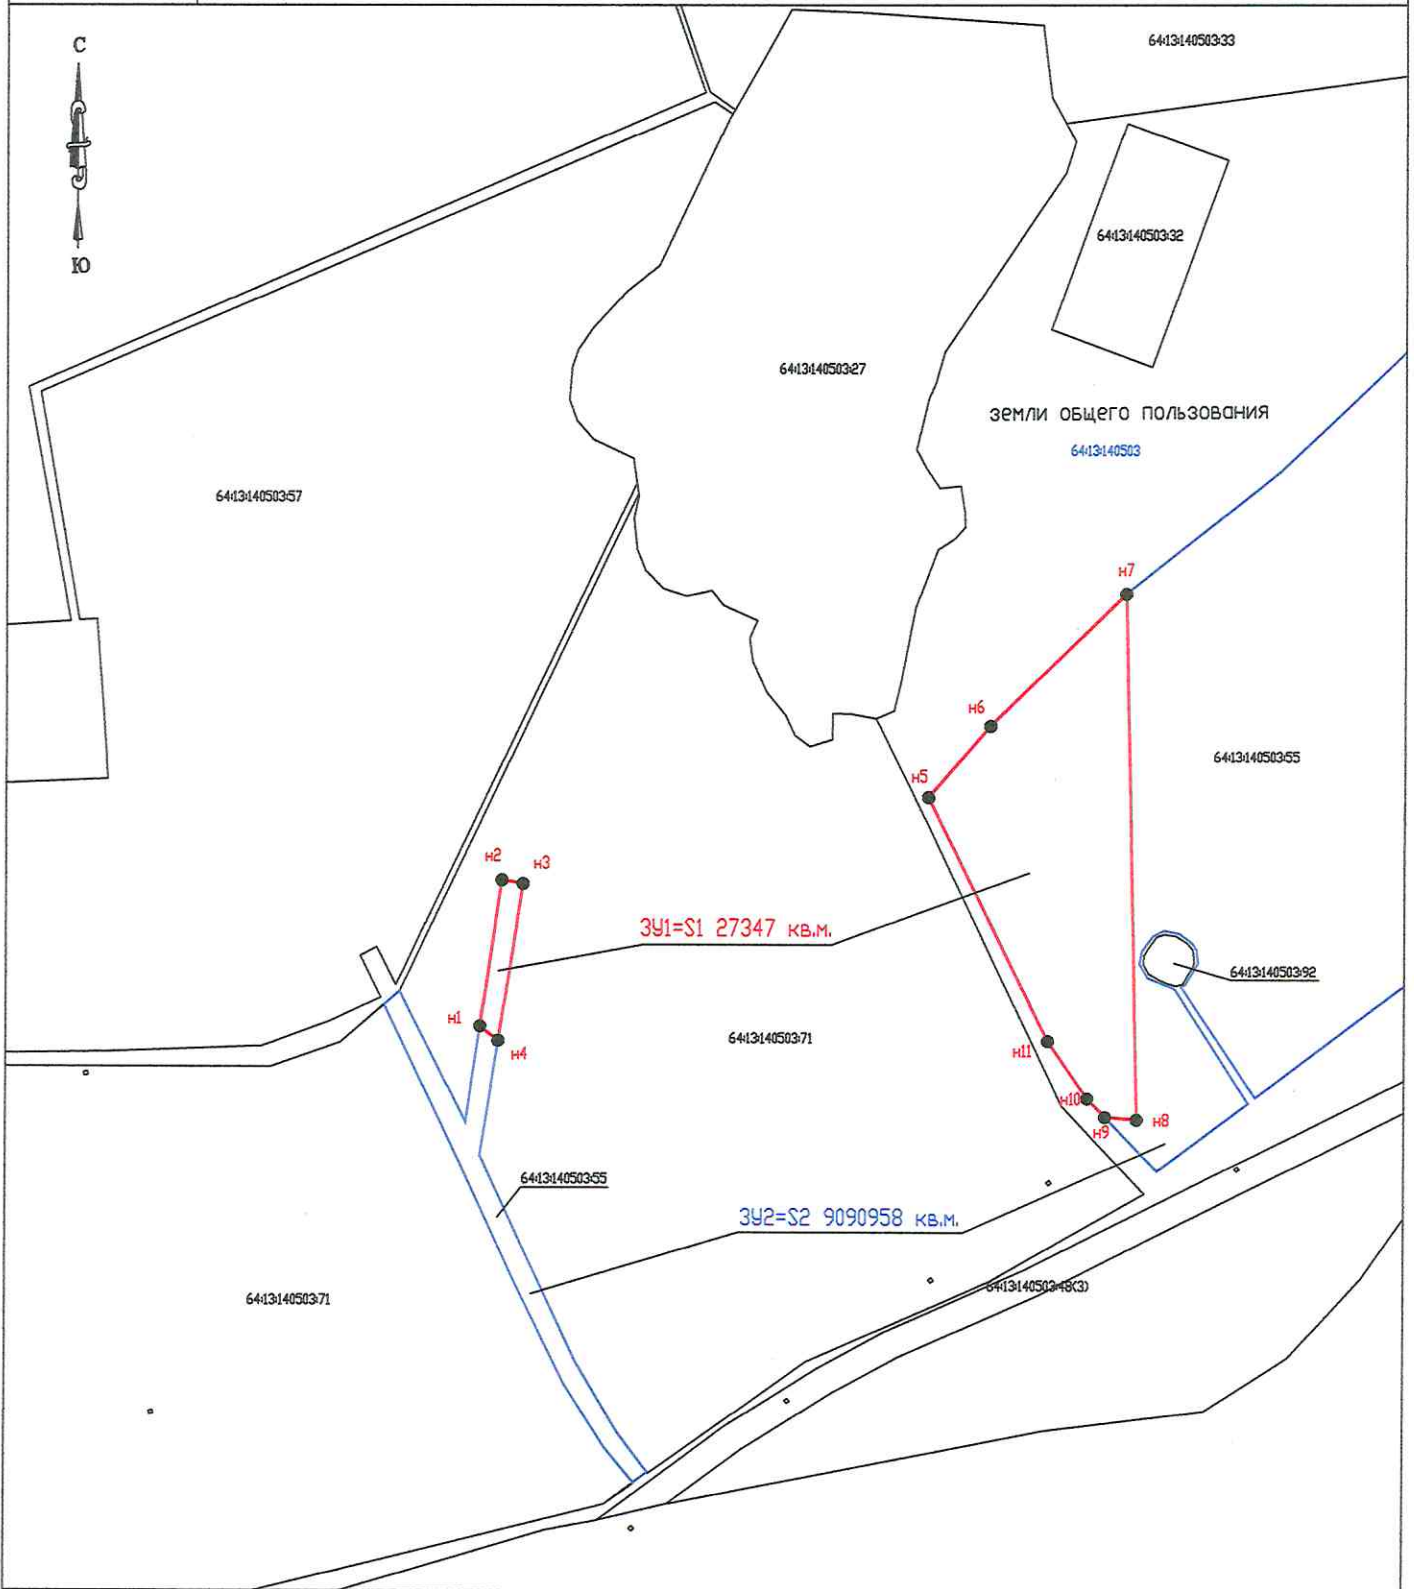 С
Ю
64:13:140503:33
64:13:140503:32
64:13:140503:27
земли общего пользования
64:13:140503
64:13:140503:57
н7
н6
64:13:140503:55
н5
н2
н3
ЗУ1=S1 27347 кв.м.
64:13:140503:92
н1
н4
64:13:140503:71
н11
н10
н9
н8
64:13:140503:55
ЗУ2=S2 9090958 кв.м.
64:13:140503:48(3)
64:13:140503:71